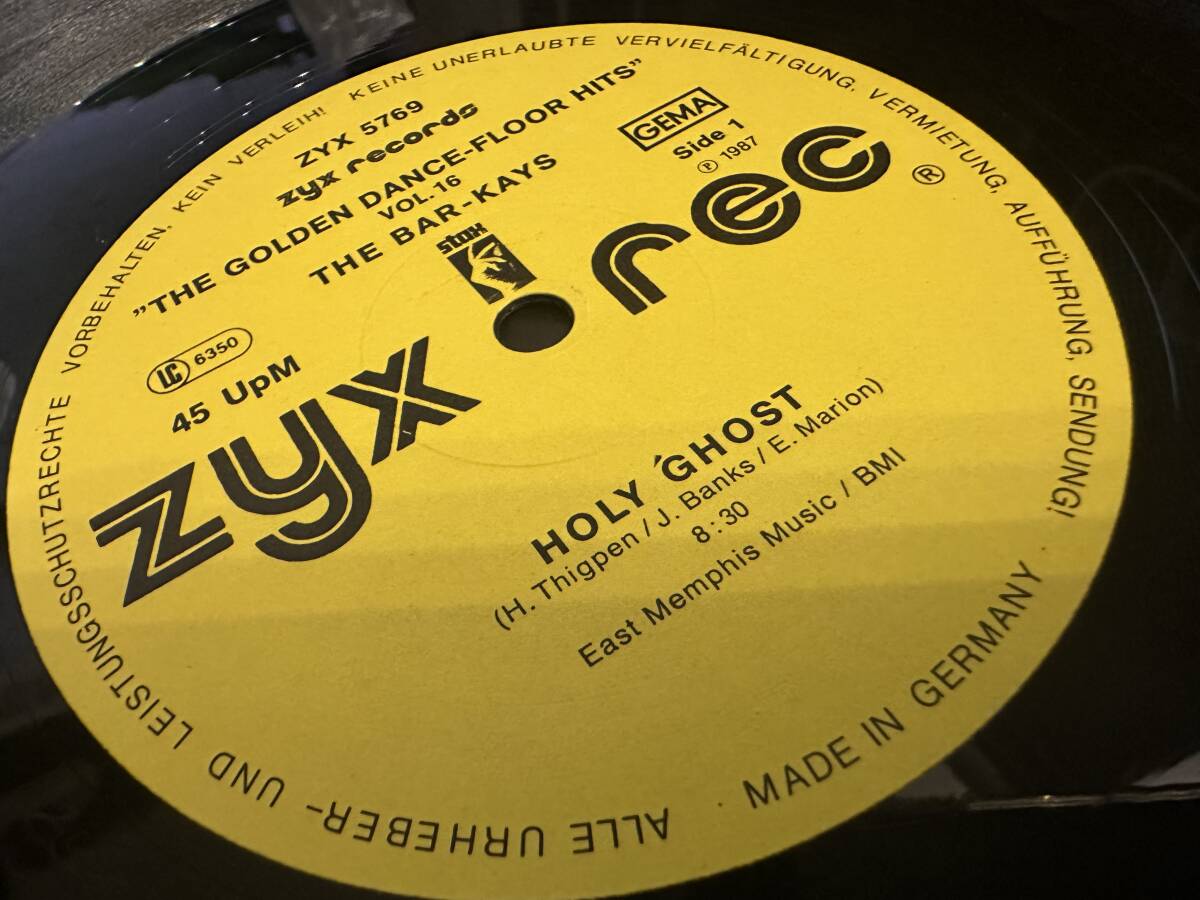 ZYX 5769
zyx records
"THE GOLDEN DANCE-FLOOR HITS"
VOL. 16
THE BAR-KAYS
GEMA
Side 1
℗ 1987
stax
LC 6350
45 UpM
zyx rec ®
HOLY GHOST
(H. Thigpen / J. Banks / E. Marion)
8:30
East Memphis Music / BMI
ALLE URHEBER- UND LEISTUNGSSCHUTZRECHTE VORBEHALTEN, KEIN VERLEIH! KEINE UNERLAUBTE VERVIELFÄLTIGUNG, VERMIETUNG, AUFFÜHRUNG, SENDUNG!
MADE IN GERMANY